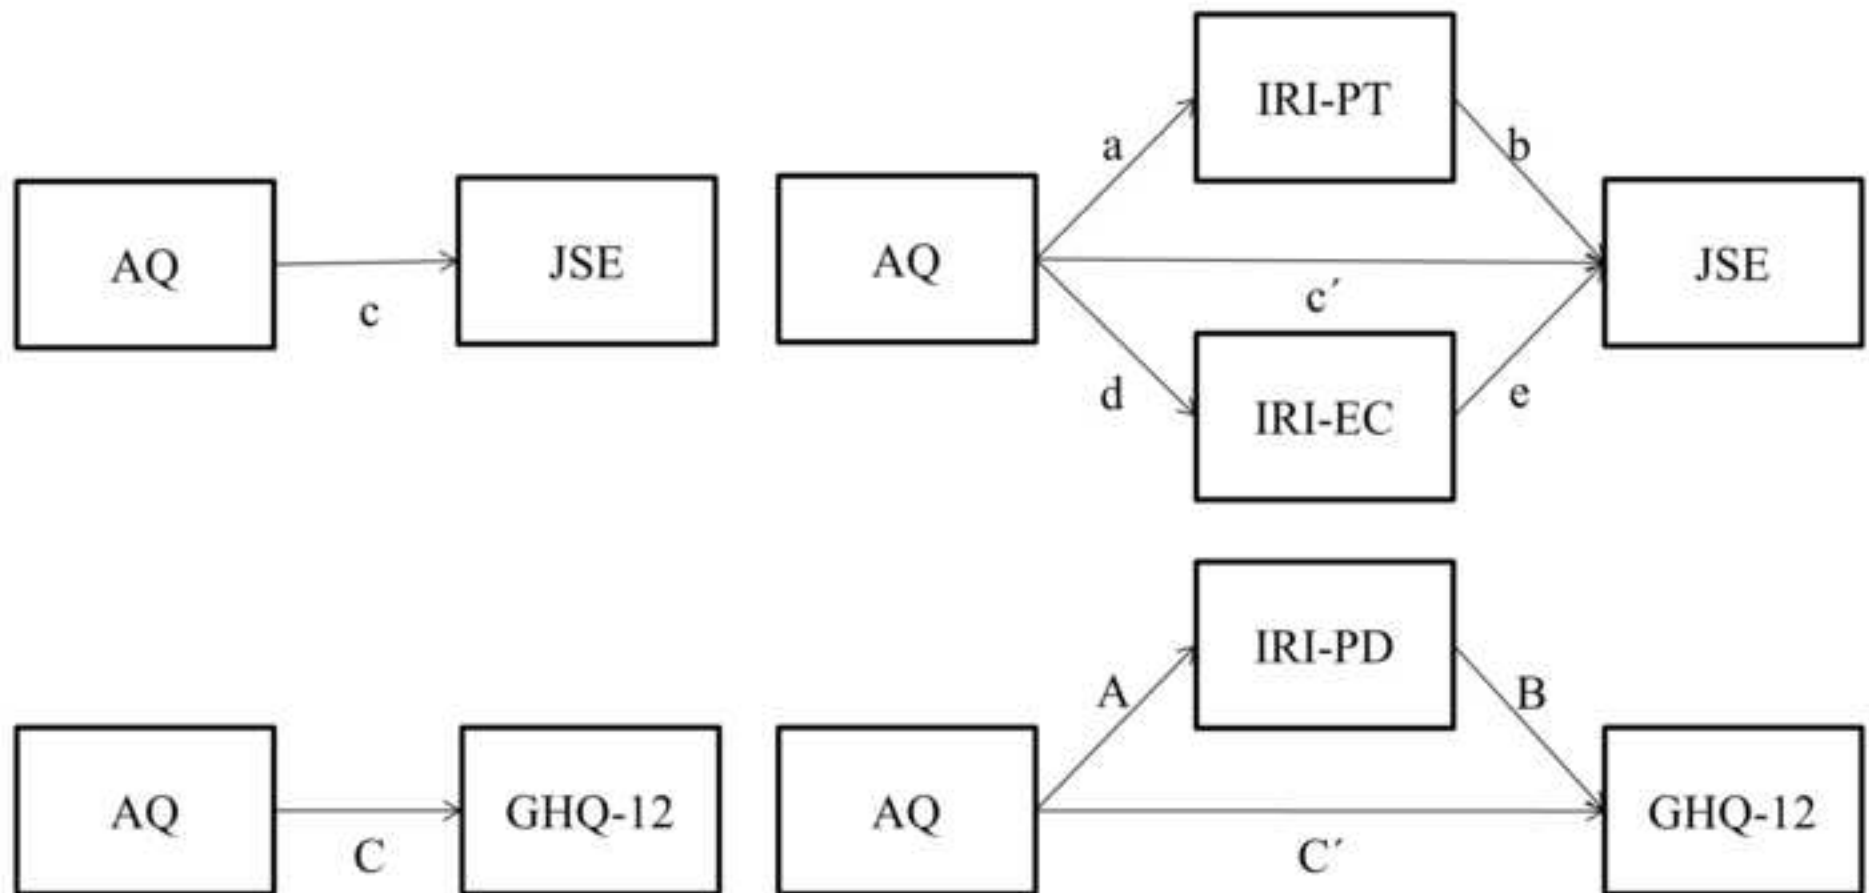 IRI-PT
a
b
AQ
JSE
AQ
JSE
c
c´
d
e
IRI-EC
IRI-PD
A
B
AQ
GHQ-12
AQ
GHQ-12
C
C´